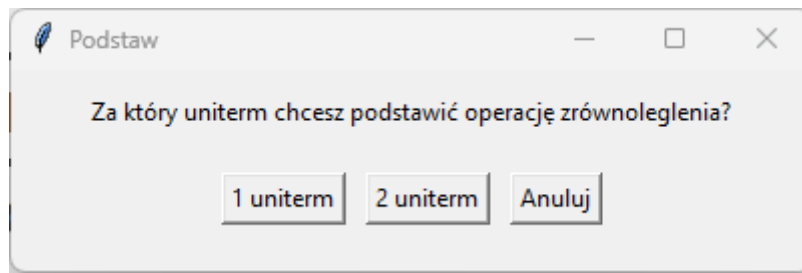 Podstaw
Za który uniterm chcesz podstawić operację zrównoleglenia?
1 uniterm 2 uniterm Anuluj